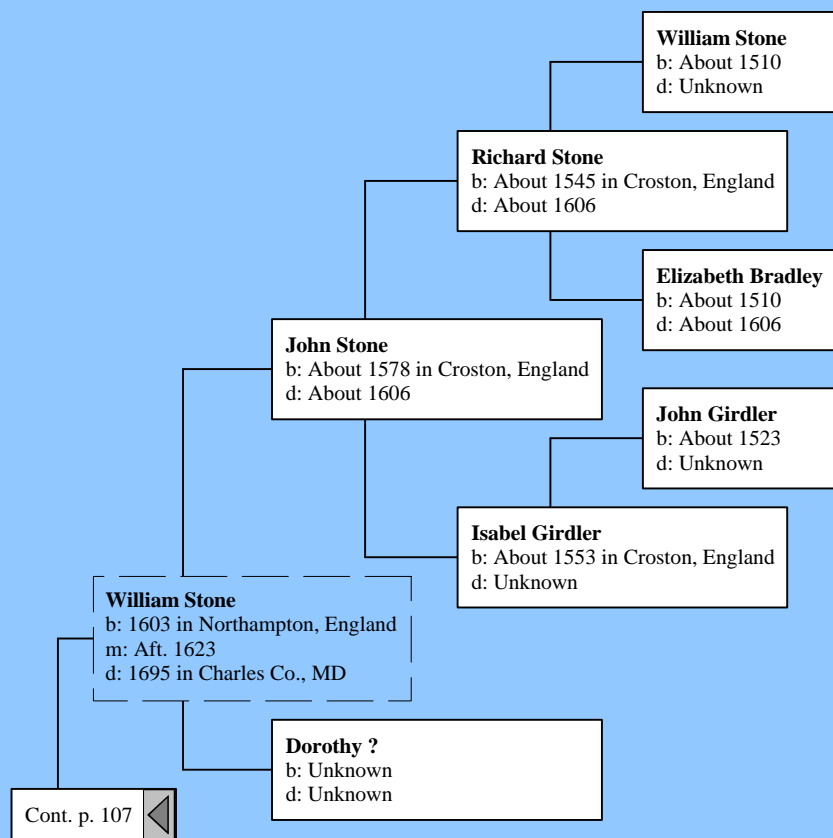 William Stone
b: About 1510
d: Unknown
Richard Stone
b: About 1545 in Croston, England
d: About 1606
Elizabeth Bradley
b: About 1510
d: About 1606
John Stone
b: About 1578 in Croston, England
d: About 1606
John Girdler
b: About 1523
d: Unknown
Isabel Girdler
b: About 1553 in Croston, England
d: Unknown
William Stone
b: 1603 in Northampton, England
m: Aft. 1623
d: 1695 in Charles Co., MD
Dorothy ?
b: Unknown
d: Unknown
Cont. p. 107